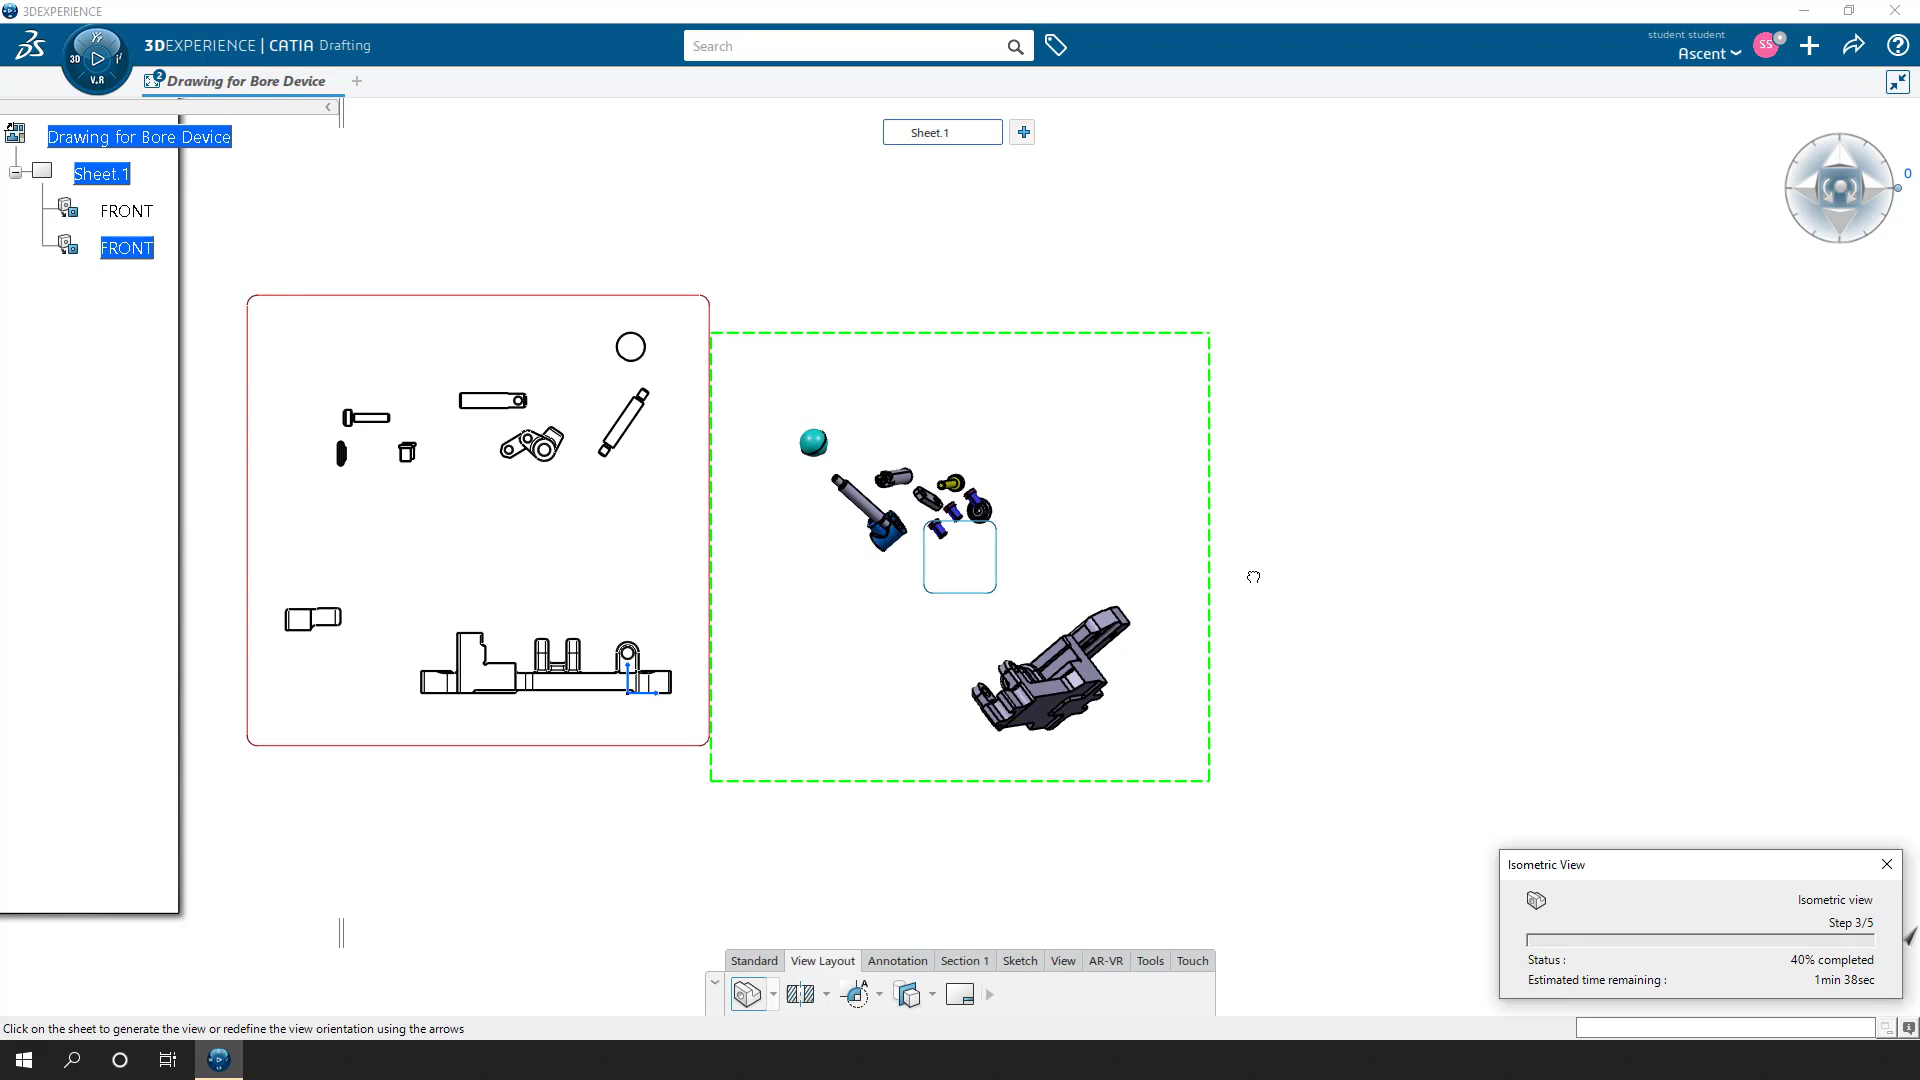 3DEXPERIENCE
3DEXPERIENCE | CATIA Drafting
3D
V.R
Search
student student
Ascent
SS
2
Drawing for Bore Device
Drawing for Bore Device
Sheet.1
FRONT
FRONT
Sheet.1
0
Isometric View
Isometric view
Step 3/5
Status :
40% completed
Estimated time remaining :
1min 38sec
Standard
View Layout
Annotation
Section 1
Sketch
View
AR-VR
Tools
Touch
A
Click on the sheet to generate the view or redefine the view orientation using the arrows